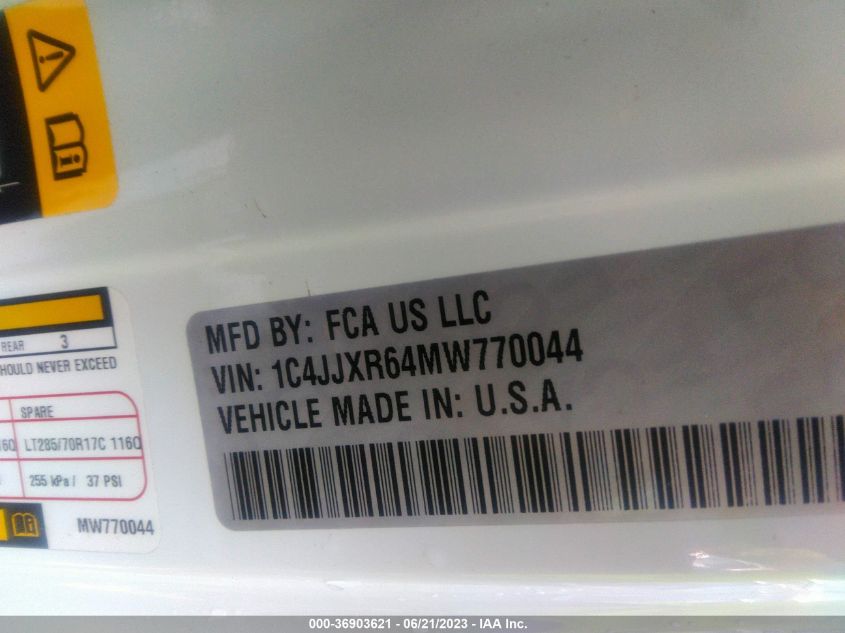 MFD BY: FCA US LLC
VIN: 1C4JJXR64MW770044
VEHICLE MADE IN: U.S.A.
REAR 3
HOULD NEVER EXCEED
SPARE
LT285/70R17C 116Q
255 kPa / 37 PSI
MW770044
000-36903621 - 06/21/2023 - IAA Inc.